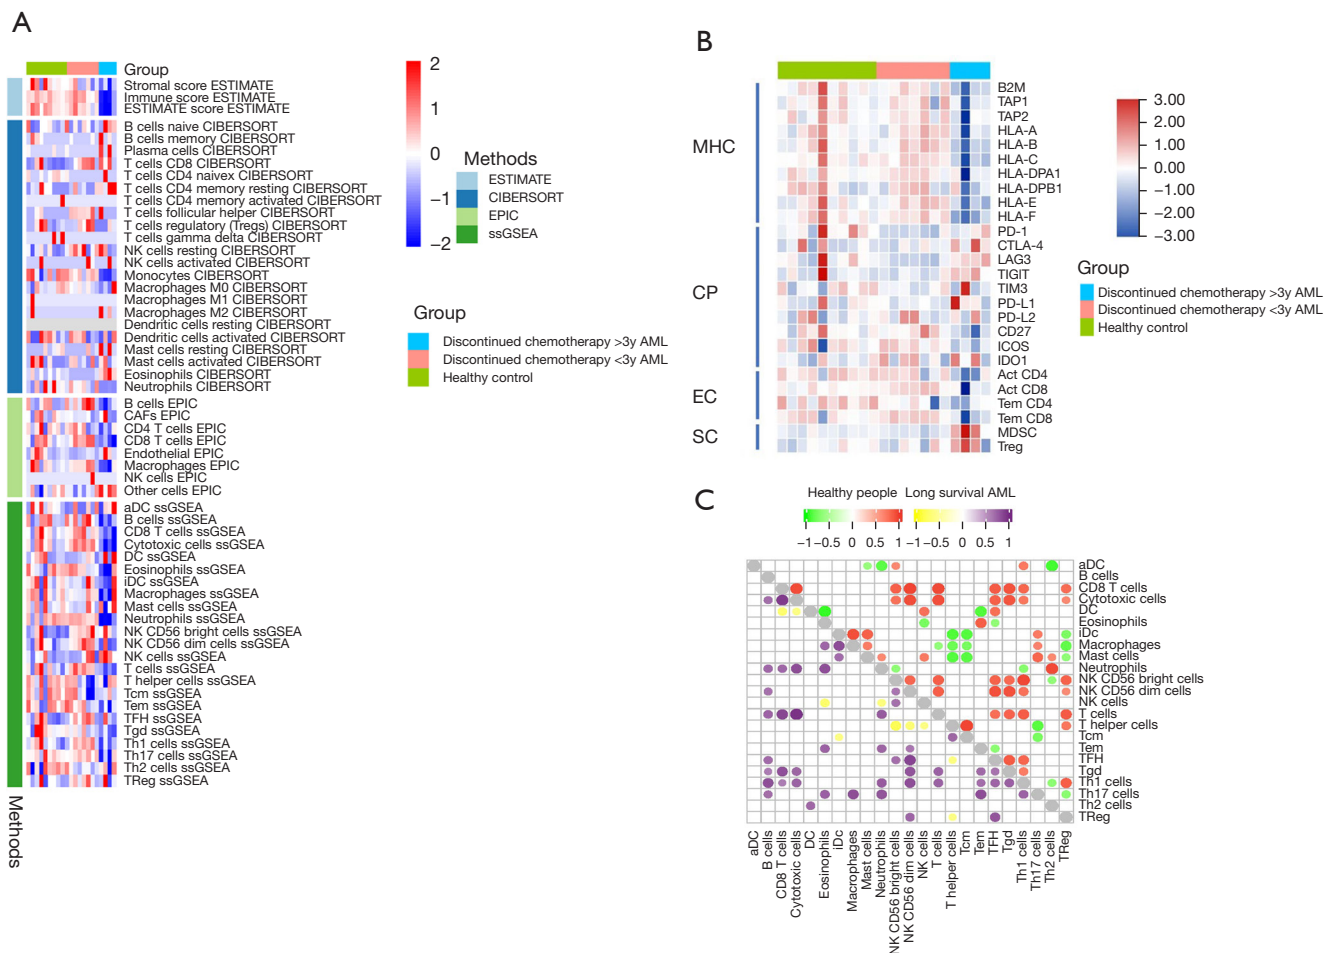 A
Group
Stromal score ESTIMATE
Immune score ESTIMATE
ESTIMATE score ESTIMATE
B cells naive CIBERSORT
B cells memory CIBERSORT
Plasma cells CIBERSORT
T cells CD8 CIBERSORT
T cells CD4 naivex CIBERSORT
T cells CD4 memory resting CIBERSORT
T cells CD4 memory activated CIBERSORT
T cells follicular helper CIBERSORT
T cells regulatory (Tregs) CIBERSORT
T cells gamma delta CIBERSORT
NK cells resting CIBERSORT
NK cells activated CIBERSORT
Monocytes CIBERSORT
Macrophages M0 CIBERSORT
Macrophages M1 CIBERSORT
Macrophages M2 CIBERSORT
Dendritic cells resting CIBERSORT
Dendritic cells activated CIBERSORT
Mast cells resting CIBERSORT
Mast cells activated CIBERSORT
Eosinophils CIBERSORT
Neutrophils CIBERSORT
B cells EPIC
CAFs EPIC
CD4 T cells EPIC
CD8 T cells EPIC
Endothelial EPIC
Macrophages EPIC
NK cells EPIC
Other cells EPIC
aDC ssGSEA
B cells ssGSEA
CD8 T cells ssGSEA
Cytotoxic cells ssGSEA
DC ssGSEA
Eosinophils ssGSEA
iDC ssGSEA
Macrophages ssGSEA
Mast cells ssGSEA
Neutrophils ssGSEA
NK CD56 bright cells ssGSEA
NK CD56 dim cells ssGSEA
NK cells ssGSEA
T cells ssGSEA
T helper cells ssGSEA
Tcm ssGSEA
Tem ssGSEA
TFH ssGSEA
Tgd ssGSEA
Th1 cells ssGSEA
Th17 cells ssGSEA
Th2 cells ssGSEA
TReg ssGSEA
Methods
2
1
0
−1
−2
Methods
ESTIMATE
CIBERSORT
EPIC
ssGSEA
Group
Discontinued chemotherapy >3y AML
Discontinued chemotherapy <3y AML
Healthy control
B
MHC
CP
EC
SC
B2M
TAP1
TAP2
HLA-A
HLA-B
HLA-C
HLA-DPA1
HLA-DPB1
HLA-E
HLA-F
PD-1
CTLA-4
LAG3
TIGIT
TIM3
PD-L1
PD-L2
CD27
ICOS
IDO1
Act CD4
Act CD8
Tem CD4
Tem CD8
MDSC
Treg
3.00
2.00
1.00
0.00
−1.00
−2.00
−3.00
Group
Discontinued chemotherapy >3y AML
Discontinued chemotherapy <3y AML
Healthy control
C
Healthy people Long survival AML
−1 −0.5 0 0.5 1 −1 −0.5 0 0.5 1
aDC
B cells
CD8 T cells
Cytotoxic cells
DC
Eosinophils
iDc
Macrophages
Mast cells
Neutrophils
NK CD56 bright cells
NK CD56 dim cells
NK cells
T cells
T helper cells
Tcm
Tem
TFH
Tgd
Th1 cells
Th17 cells
Th2 cells
TReg
aDC
B cells
CD8 T cells
Cytotoxic cells
DC
Eosinophils
iDc
Macrophages
Mast cells
Neutrophils
NK CD56 bright cells
NK CD56 dim cells
NK cells
T cells
T helper cells
Tcm
Tem
TFH
Tgd
Th1 cells
Th17 cells
Th2 cells
TReg